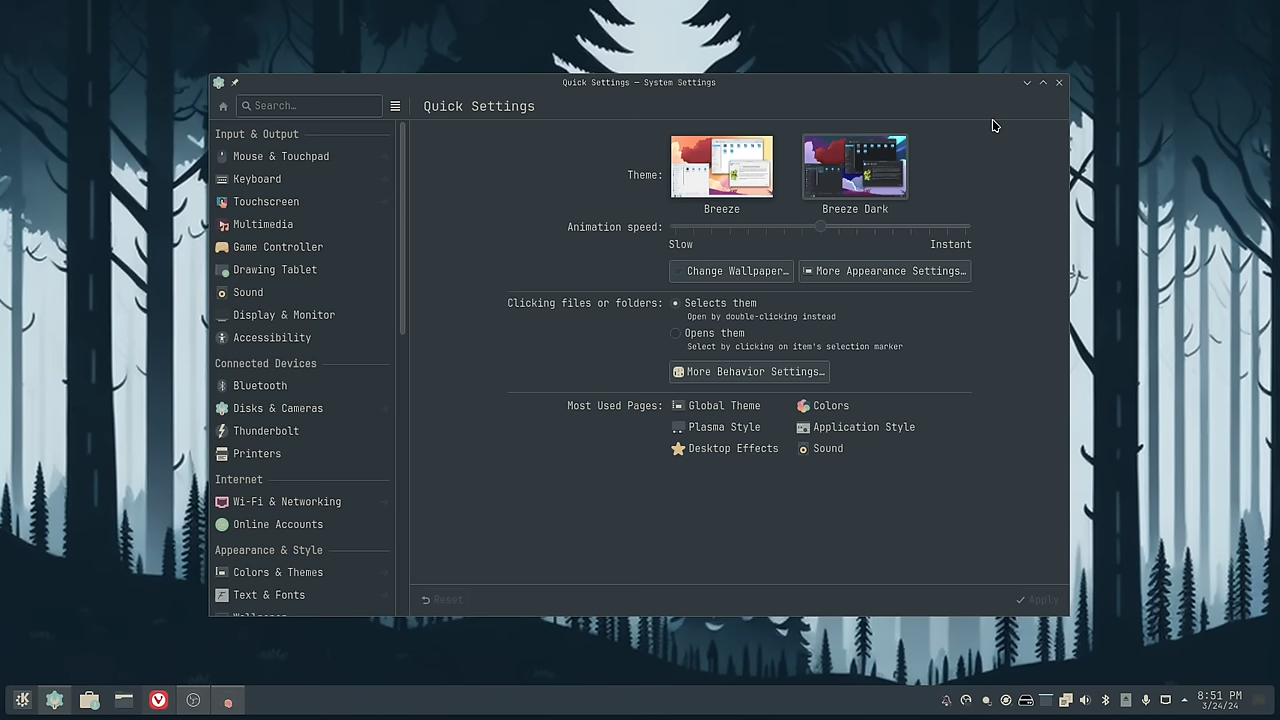 Quick Settings — System Settings
Search…
Quick Settings
Input & Output
Mouse & Touchpad
Keyboard
Touchscreen
Multimedia
Game Controller
Drawing Tablet
Sound
Display & Monitor
Accessibility
Connected Devices
Bluetooth
Disks & Cameras
Thunderbolt
Printers
Internet
Wi-Fi & Networking
Online Accounts
Appearance & Style
Colors & Themes
Text & Fonts
Wallpaper
Theme:
Breeze
Breeze Dark
Animation speed:
Slow
Instant
Change Wallpaper…
More Appearance Settings…
Clicking files or folders:
Selects them
Open by double-clicking instead
Opens them
Select by clicking on item's selection marker
More Behavior Settings…
Most Used Pages:
Global Theme
Colors
Plasma Style
Application Style
Desktop Effects
Sound
Reset
Apply
8:51 PM
3/24/24